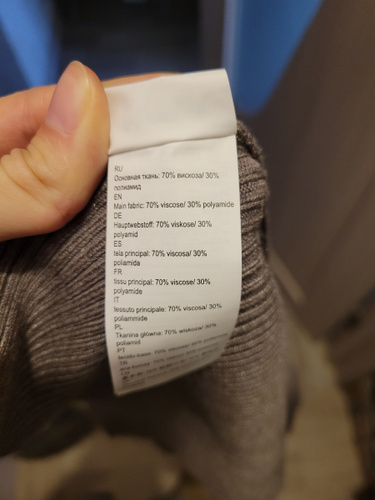 RU
Основная ткань: 70% вискоза/ 30%
полиамид
EN
Main fabric: 70% viscose/ 30% polyamide
DE
Hauptwebstoff: 70% viskose/ 30%
polyamid
ES
tela principal: 70% viscosa/ 30%
poliamida
FR
tissu principal: 70% viscose/ 30%
polyamide
IT
tessuto principale: 70% viscosa/ 30%
poliammide
PL
Tkanina główna: 70% wiskoza/ 30%
poliamid
PT
TR